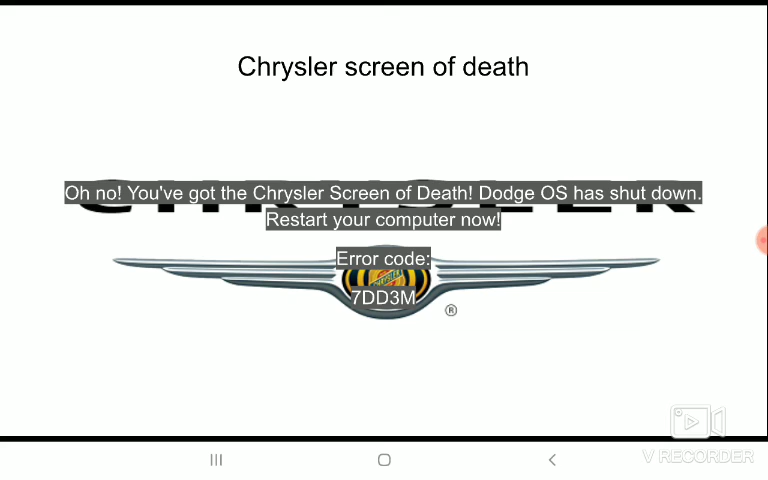 Chrysler screen of death
Oh no! You've got the Chrysler Screen of Death! Dodge OS has shut down.
Restart your computer now!
Error code:
CHRYSLER
7DD3M
®
V RECORDER